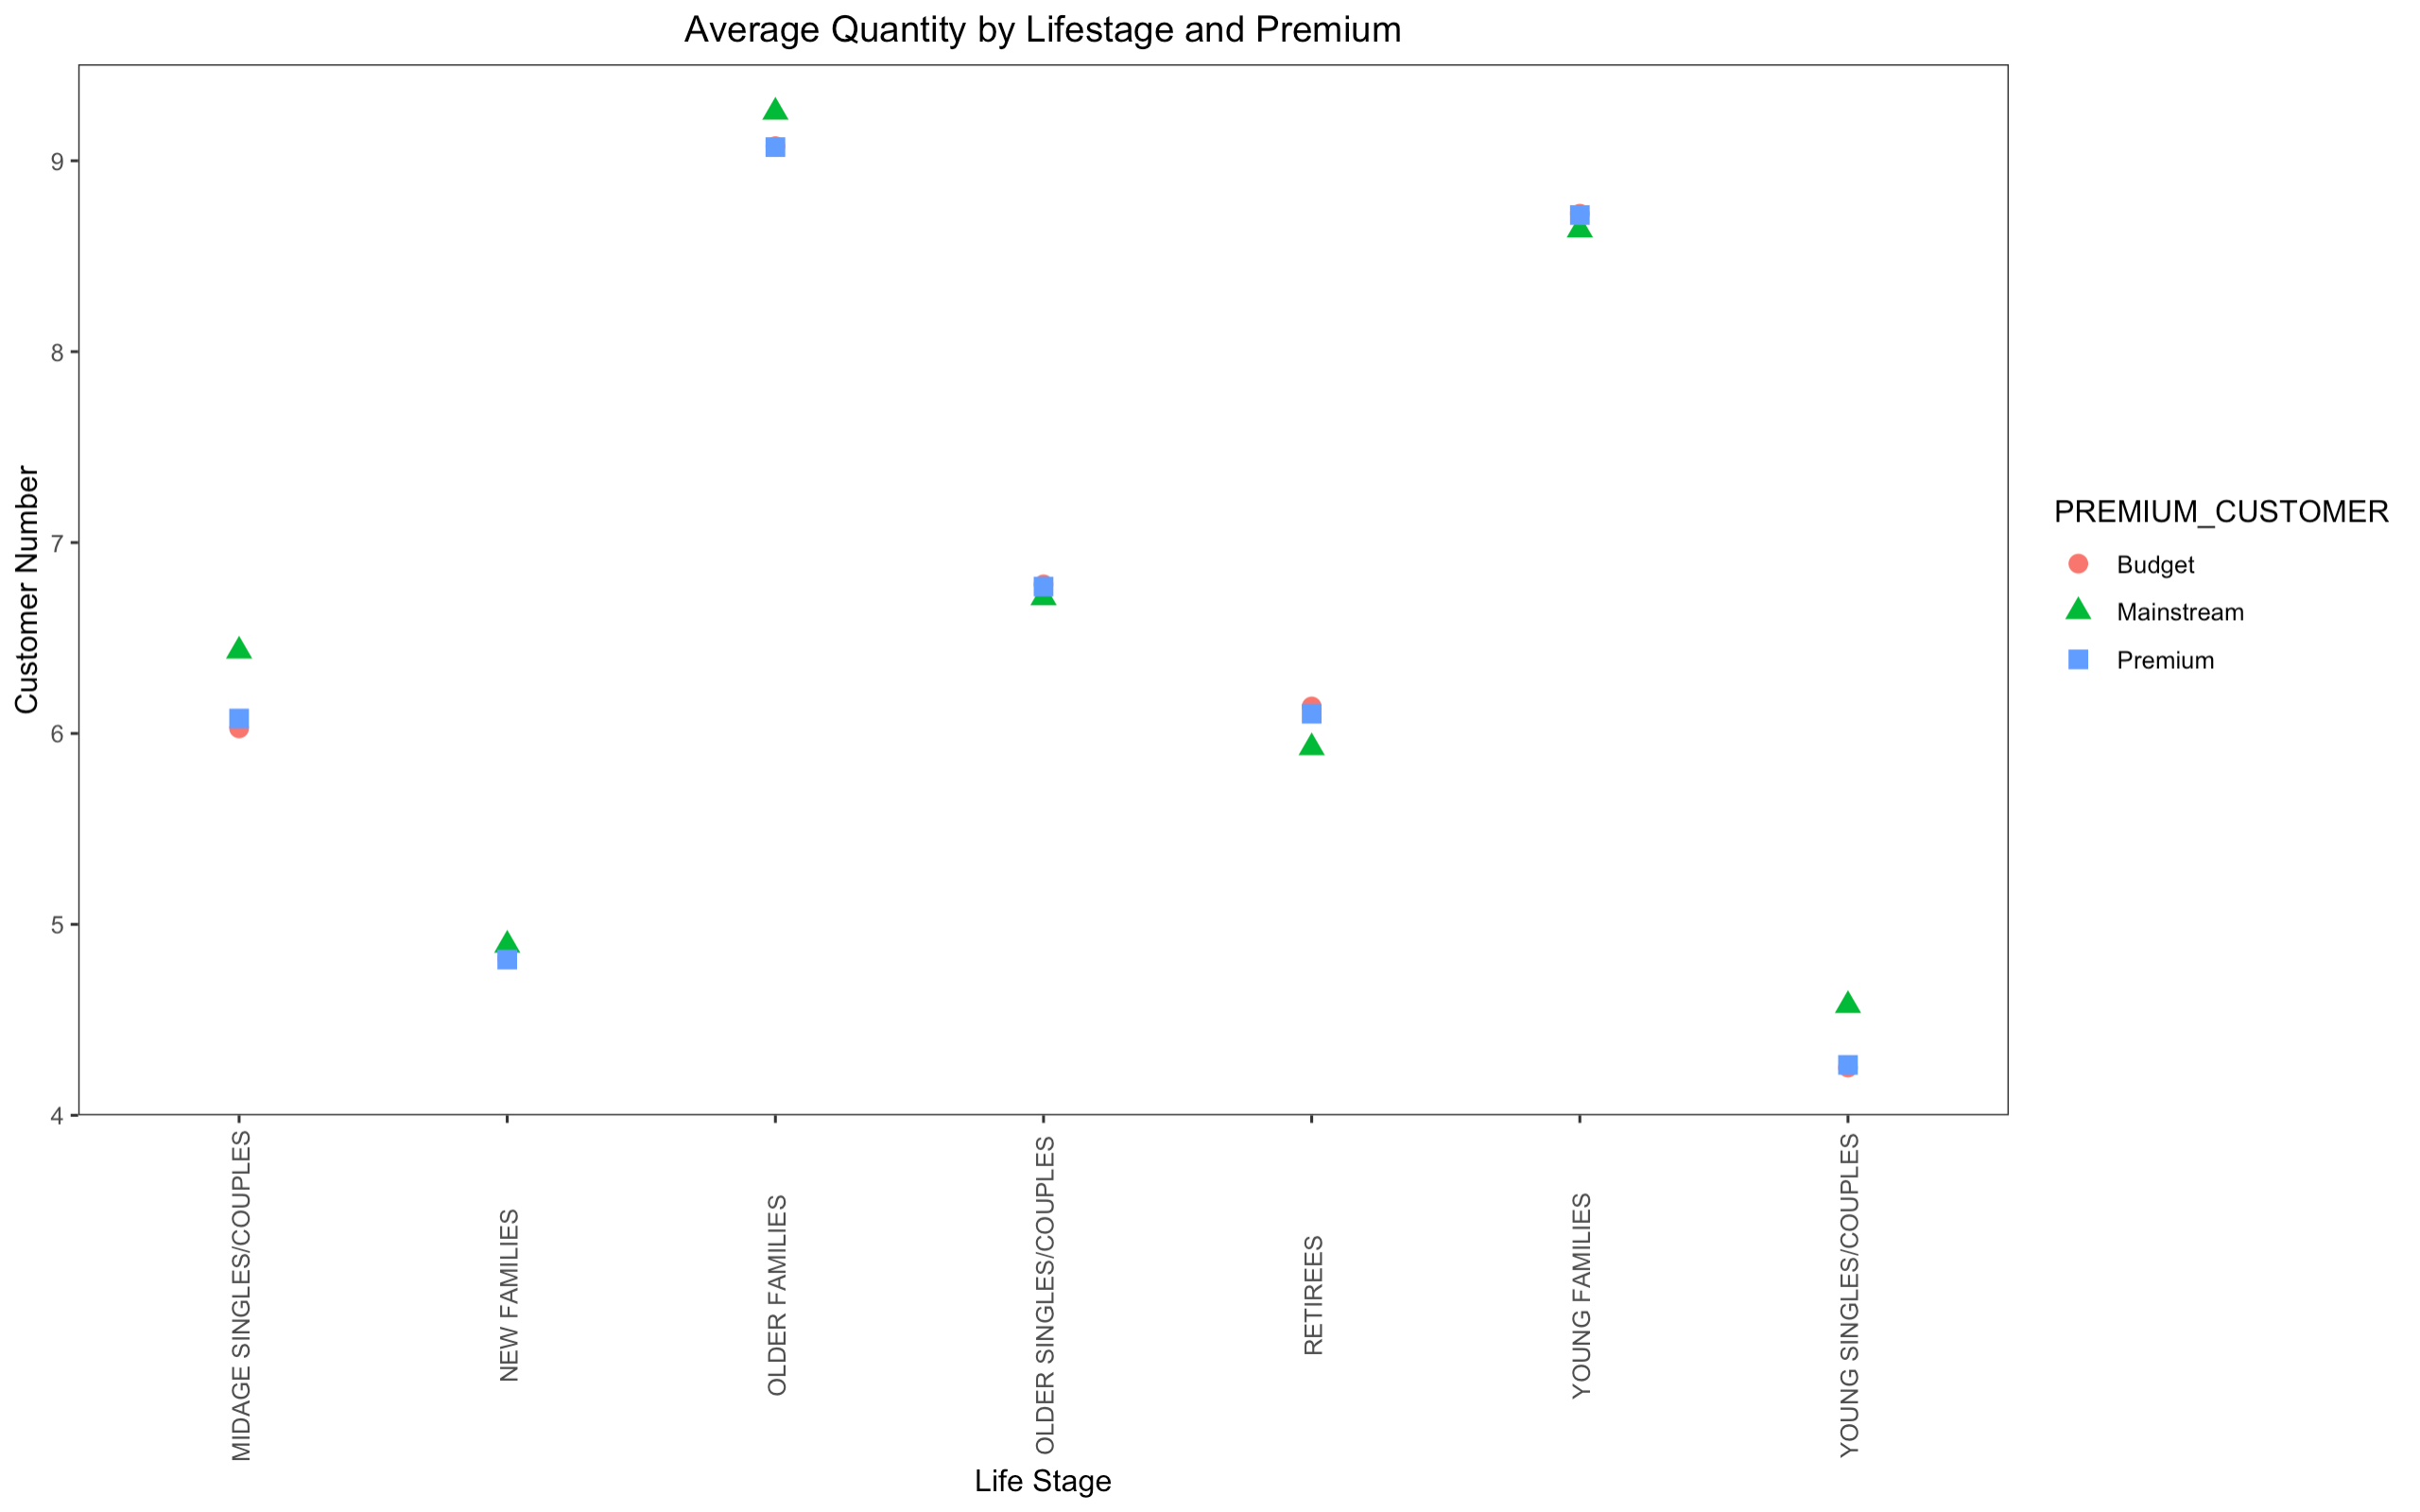 Average Quantity by Lifestage and Premium
Customer Number
9
8
7
6
5
4
MIDAGE SINGLES/COUPLES
NEW FAMILIES
OLDER FAMILIES
OLDER SINGLES/COUPLES
RETIREES
YOUNG FAMILIES
YOUNG SINGLES/COUPLES
Life Stage
PREMIUM_CUSTOMER
Budget
Mainstream
Premium